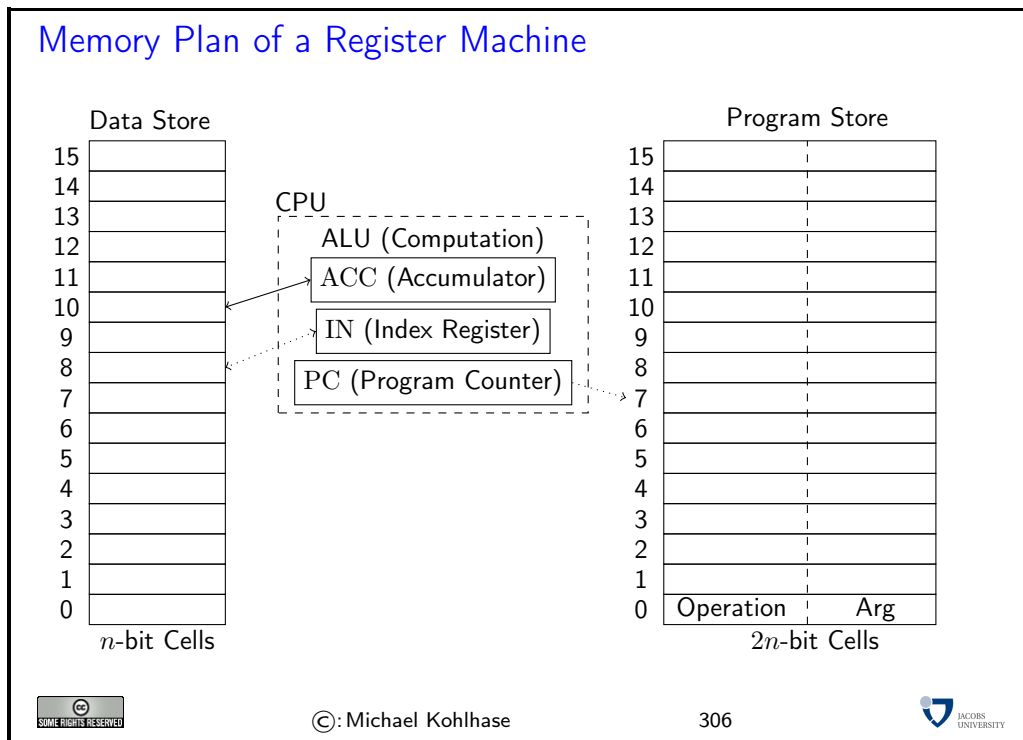 Memory Plan of a Register Machine
Data Store
15
14
13
12
11
10
9
8
7
6
5
4
3
2
1
0
n-bit Cells
CPU
ALU (Computation)
ACC (Accumulator)
IN (Index Register)
PC (Program Counter)
Program Store
15
14
13
12
11
10
9
8
7
6
5
4
3
2
1
0
Operation Arg
2n-bit Cells
cc
SOME RIGHTS RESERVED
©: Michael Kohlhase
306
JACOBS
UNIVERSITY